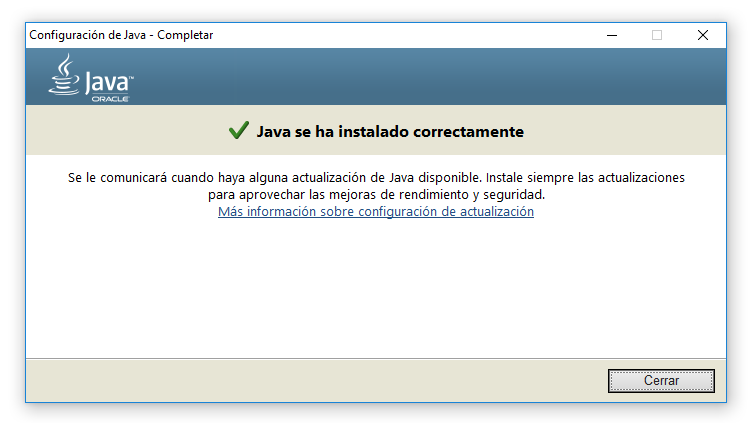 Configuración de Java - Completar
Java™
ORACLE
Java se ha instalado correctamente
Se le comunicará cuando haya alguna actualización de Java disponible. Instale siempre las actualizaciones
para aprovechar las mejoras de rendimiento y seguridad.
Más información sobre configuración de actualización
Cerrar